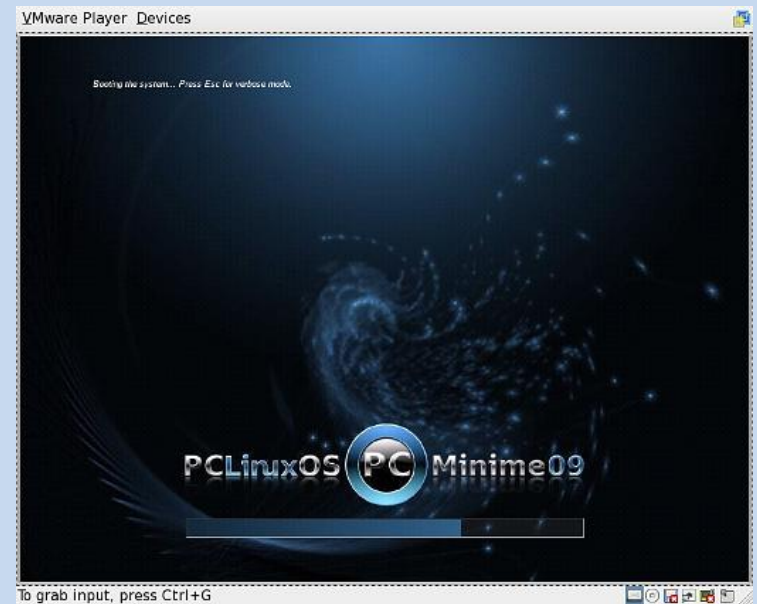 VMware Player Devices
Booting the system... Press Esc for verbose mode.
PCLinuxOS PC Minime09
To grab input, press Ctrl+G